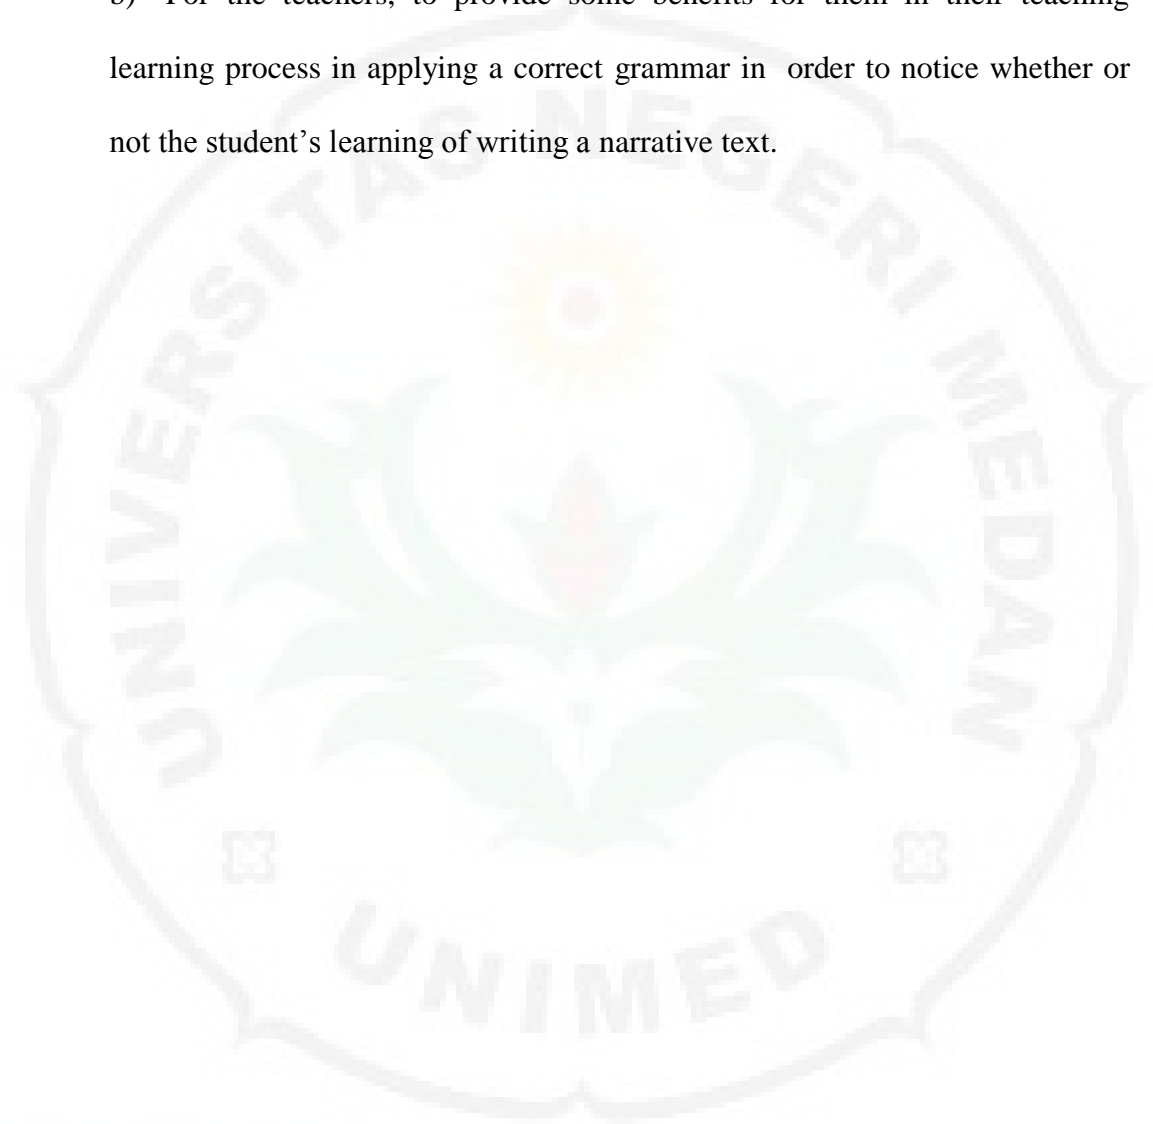 b) For the teachers, to provide some benefits for them in their teaching
learning process in applying a correct grammar in order to notice whether or
not the student’s learning of writing a narrative text.
UNIVERSITAS NEGERI MEDAN
UNIMED